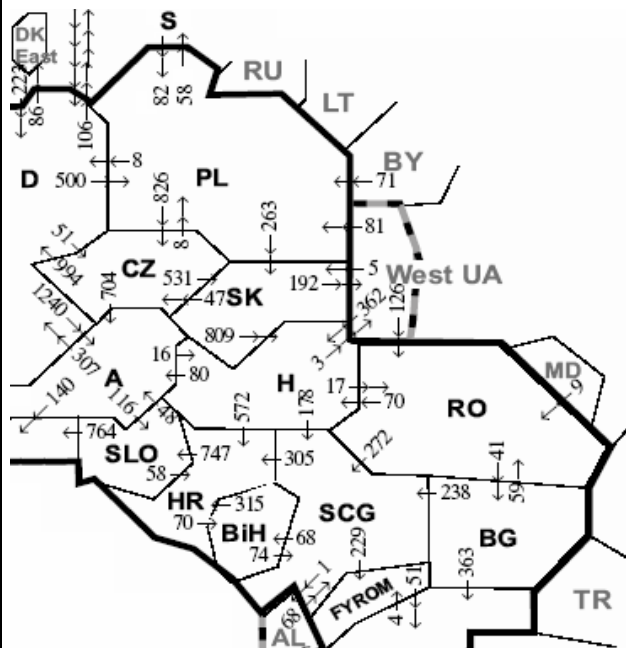 S
DK
East
RU
LT
BY
223
86
106
82
58
D
500
8
PL
71
826
8
263
81
51
994
CZ
531
47
SK
192
5
West UA
1240
704
809
362
126
3
307
16
80
A
H
17
70
MD
9
RO
140
116
48
572
178
764
SLO
747
58
305
272
41
59
HR
315
70
BiH
68
74
SCG
238
BG
229
363
1
51
68
FYROM
4
AL
TR